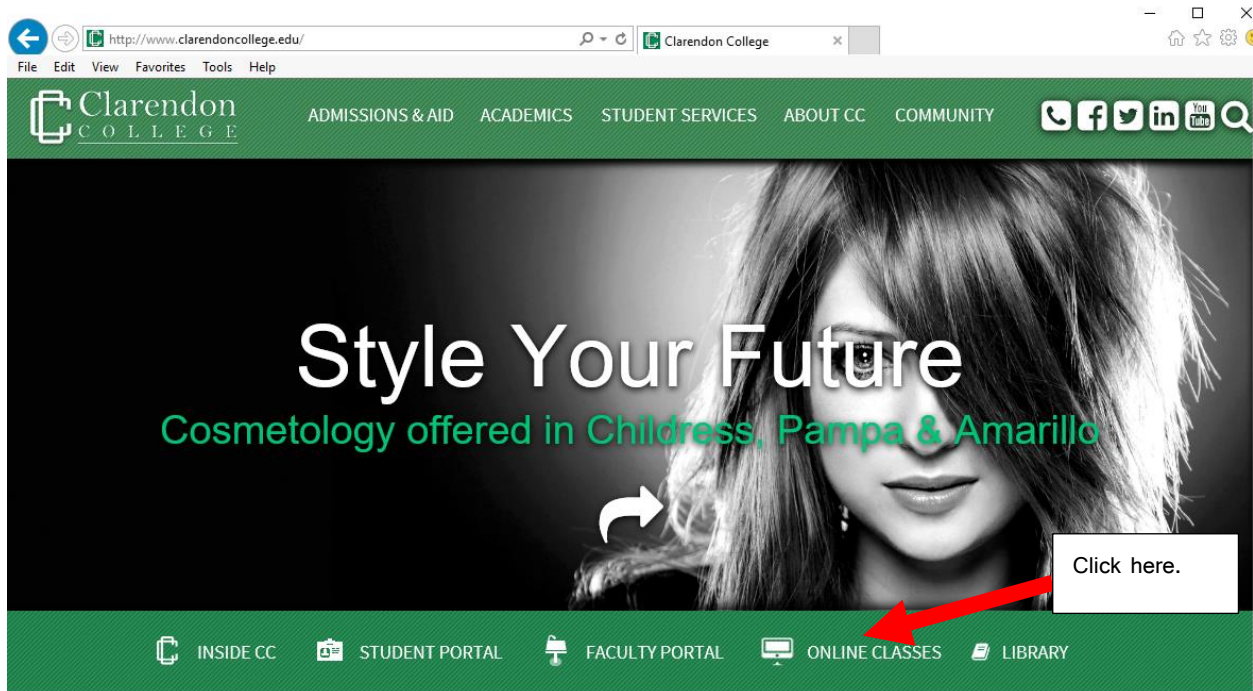 http://www.clarendoncollege.edu/
Clarendon College
File Edit View Favorites Tools Help
Clarendon
COLLEGE
ADMISSIONS & AID ACADEMICS STUDENT SERVICES ABOUT CC COMMUNITY
You
Tube
Style Your Future
Cosmetology offered in Childress, Pampa & Amarillo
Click here.
INSIDE CC STUDENT PORTAL FACULTY PORTAL ONLINE CLASSES LIBRARY